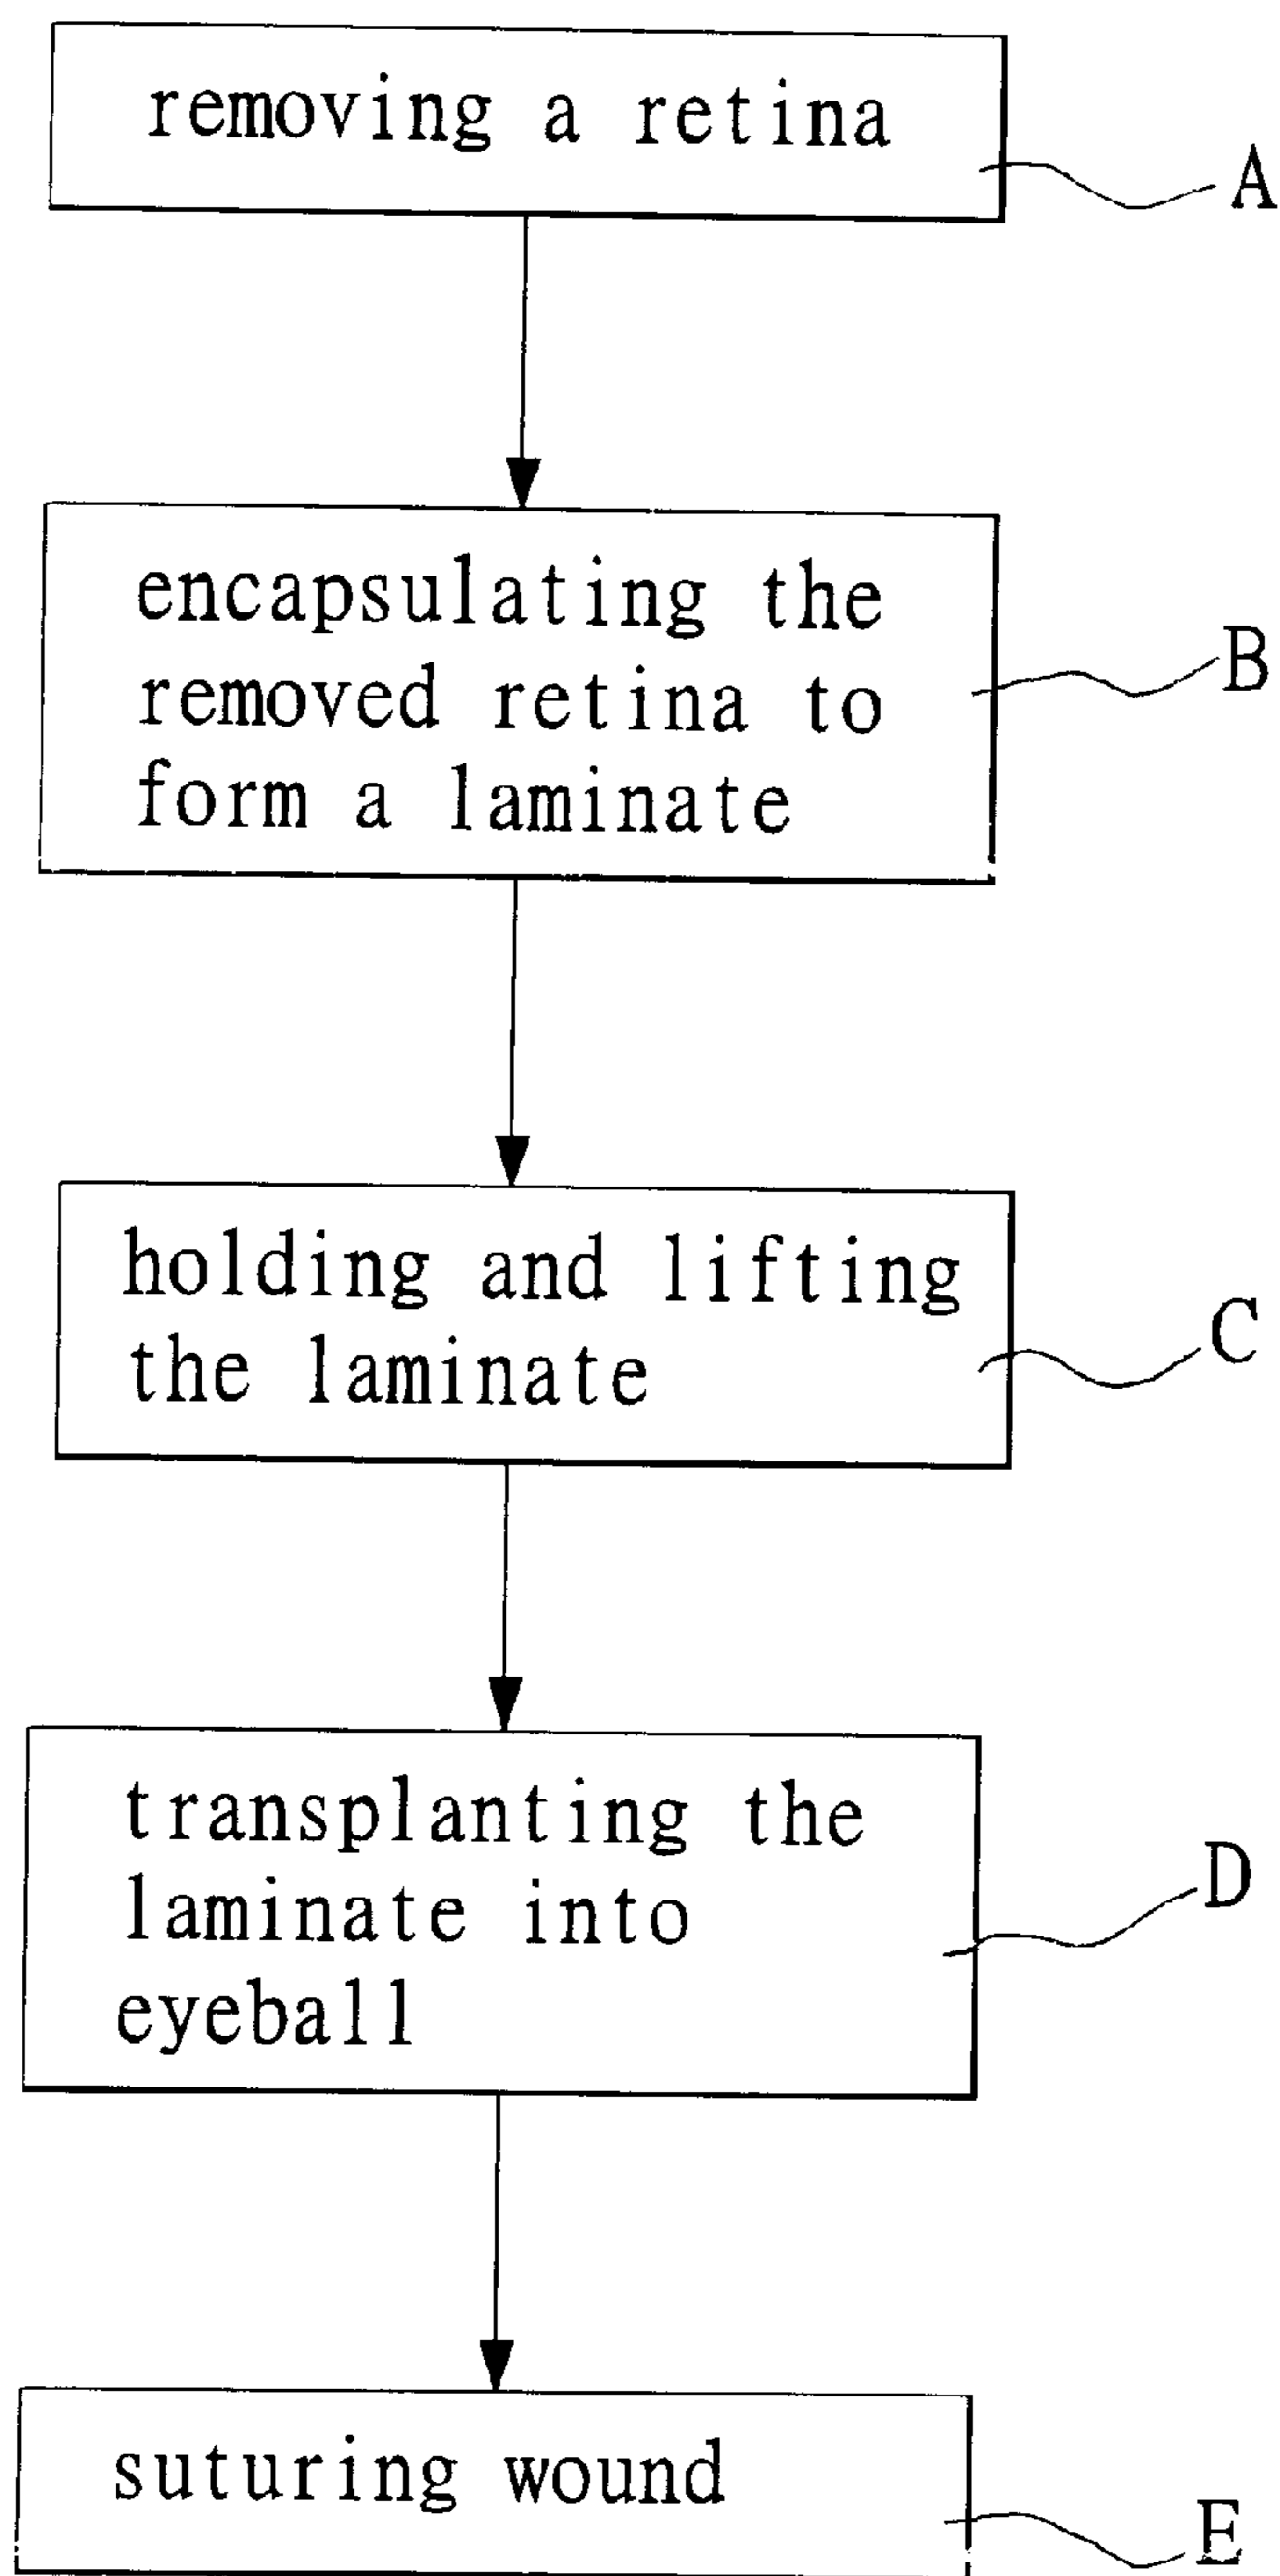 removing a retina
A
encapsulating the
removed retina to
form a laminate
B
holding and lifting
the laminate
C
transplanting the
laminate into
eyeball
D
suturing wound
E